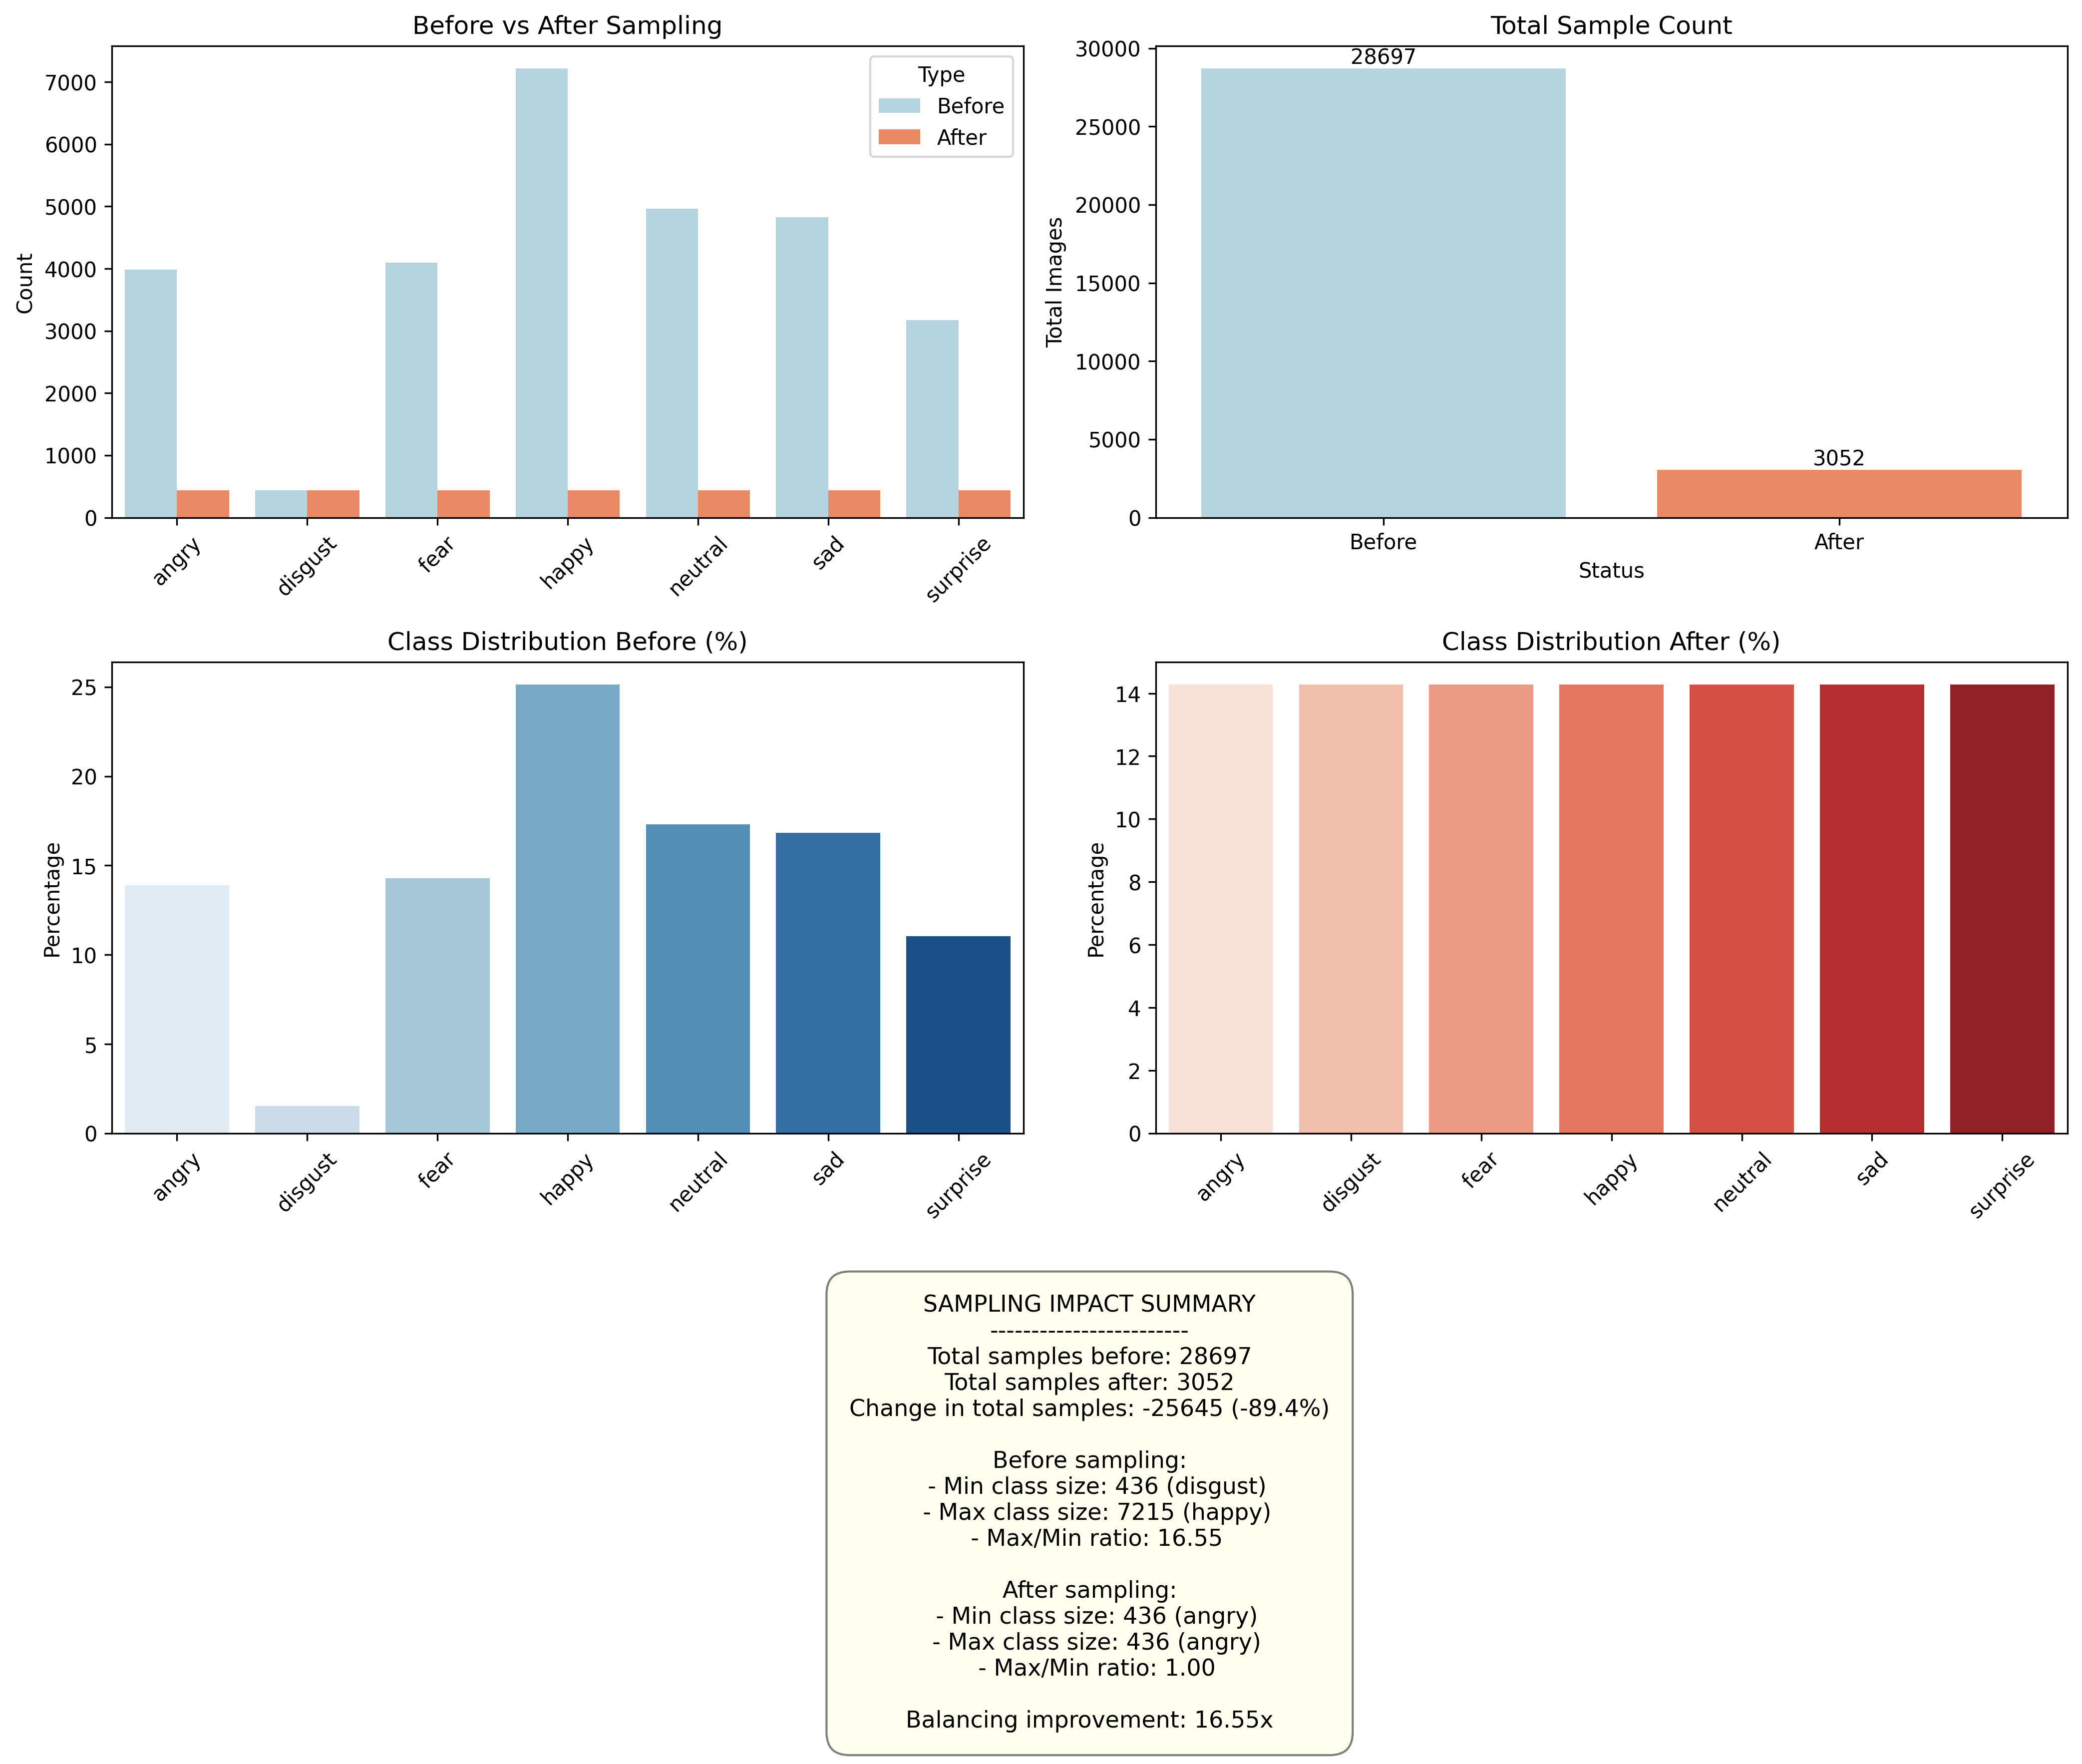 Before vs After Sampling
Count
7000
6000
5000
4000
3000
2000
1000
0
Type
Before
After
angry
disgust
fear
happy
neutral
sad
surprise
Total Sample Count
Total Images
30000
25000
20000
15000
10000
5000
0
28697
3052
Before
After
Status
Class Distribution Before (%)
Percentage
25
20
15
10
5
0
angry
disgust
fear
happy
neutral
sad
surprise
Class Distribution After (%)
Percentage
14
12
10
8
6
4
2
0
angry
disgust
fear
happy
neutral
sad
surprise
SAMPLING IMPACT SUMMARY
------------------------
Total samples before: 28697
Total samples after: 3052
Change in total samples: -25645 (-89.4%)
Before sampling:
- Min class size: 436 (disgust)
- Max class size: 7215 (happy)
- Max/Min ratio: 16.55
After sampling:
- Min class size: 436 (angry)
- Max class size: 436 (angry)
- Max/Min ratio: 1.00
Balancing improvement: 16.55x